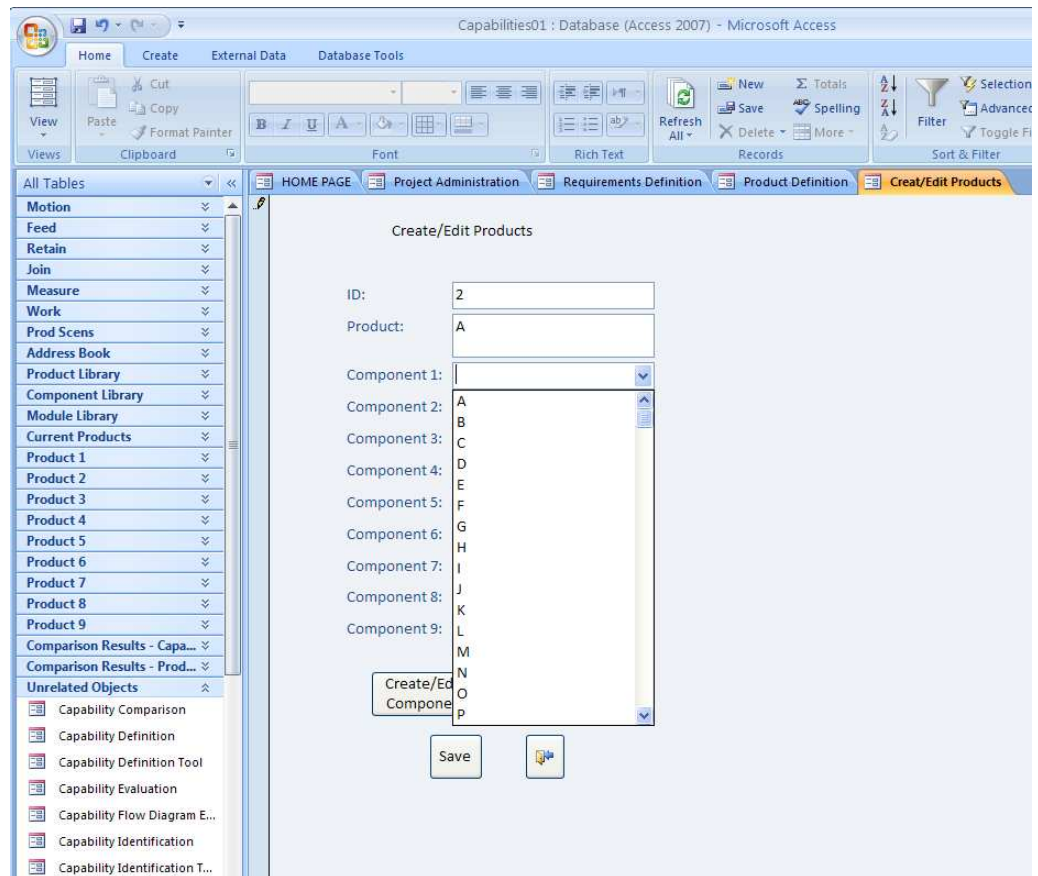 Capabilities01 : Database (Access 2007) - Microsoft Access
Home Create External Data Database Tools
View
Paste
Cut
Copy
Format Painter
B I U A
Refresh All
New
Save
Delete
Σ Totals
Spelling
More
Filter
Selection
Advanced
Toggle Fi
Views Clipboard Font Rich Text Records Sort & Filter
All Tables
HOME PAGE Project Administration Requirements Definition Product Definition Creat/Edit Products
Motion
Feed
Retain
Join
Measure
Work
Prod Scens
Address Book
Product Library
Component Library
Module Library
Current Products
Product 1
Product 2
Product 3
Product 4
Product 5
Product 6
Product 7
Product 8
Product 9
Comparison Results - Capa...
Comparison Results - Prod...
Unrelated Objects
Capability Comparison
Capability Definition
Capability Definition Tool
Capability Evaluation
Capability Flow Diagram E...
Capability Identification
Capability Identification T...
Create/Edit Products
ID: 2
Product: A
Component 1:
Component 2:
Component 3:
Component 4:
Component 5:
Component 6:
Component 7:
Component 8:
Component 9:
A
B
C
D
E
F
G
H
I
J
K
L
M
N
O
P
Create/Ed
Compone
Save